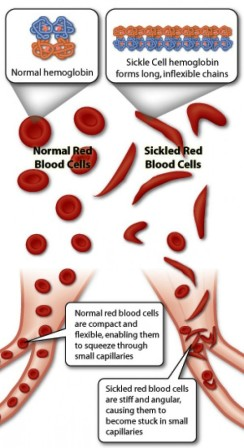 Normal hemoglobin
Sickle Cell hemoglobin
forms long, inflexible chains
Normal Red
Blood Cells
Sickled Red
Blood Cells
Normal red blood cells
are compact and
flexible, enabling them
to squeeze through
small capillaries
Sickled red blood cells
are stiff and angular,
causing them to
become stuck in small
capillaries